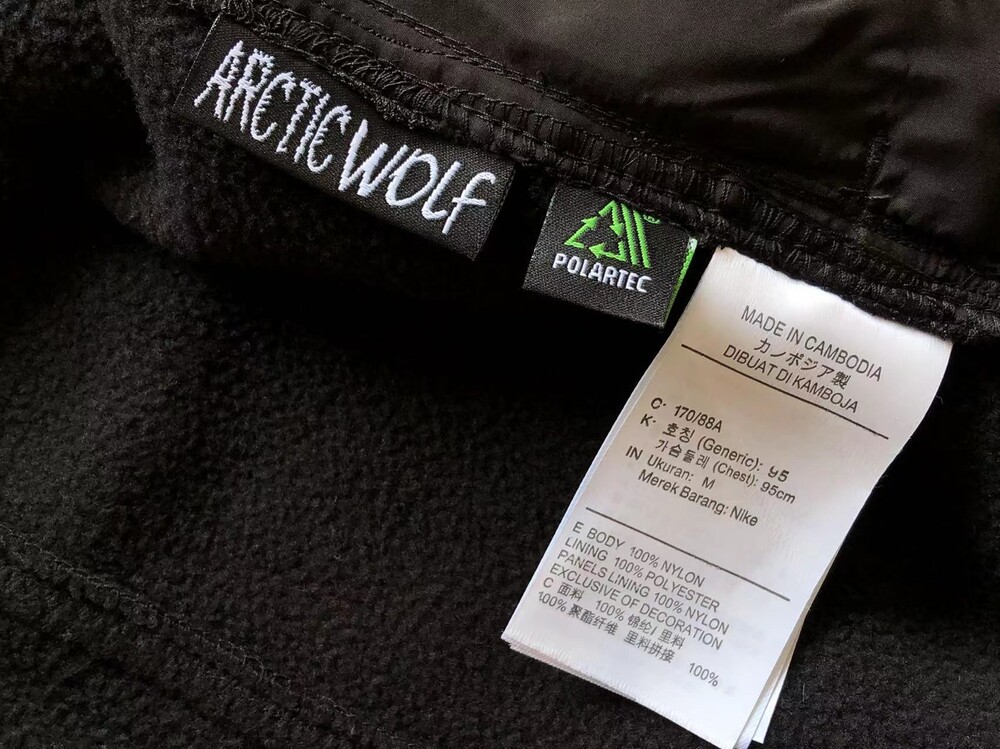 ARCTIC WOLF
POLARTEC
MADE IN CAMBODIA
カノポジア製
DIBUAT DI KAMBOJA
C· 170/88A
K· 호칭 (Generic): 95
가슴둘레 (Chest): 95cm
IN Ukuran: M
Merek Barang: Nike
E BODY 100% NYLON
LINING 100% POLYESTER
PANELS LINING 100% NYLON
EXCLUSIVE OF DECORATION
C 面料 100% 锦纶/ 里料
100% 聚酯纤维 里料拼接 100%